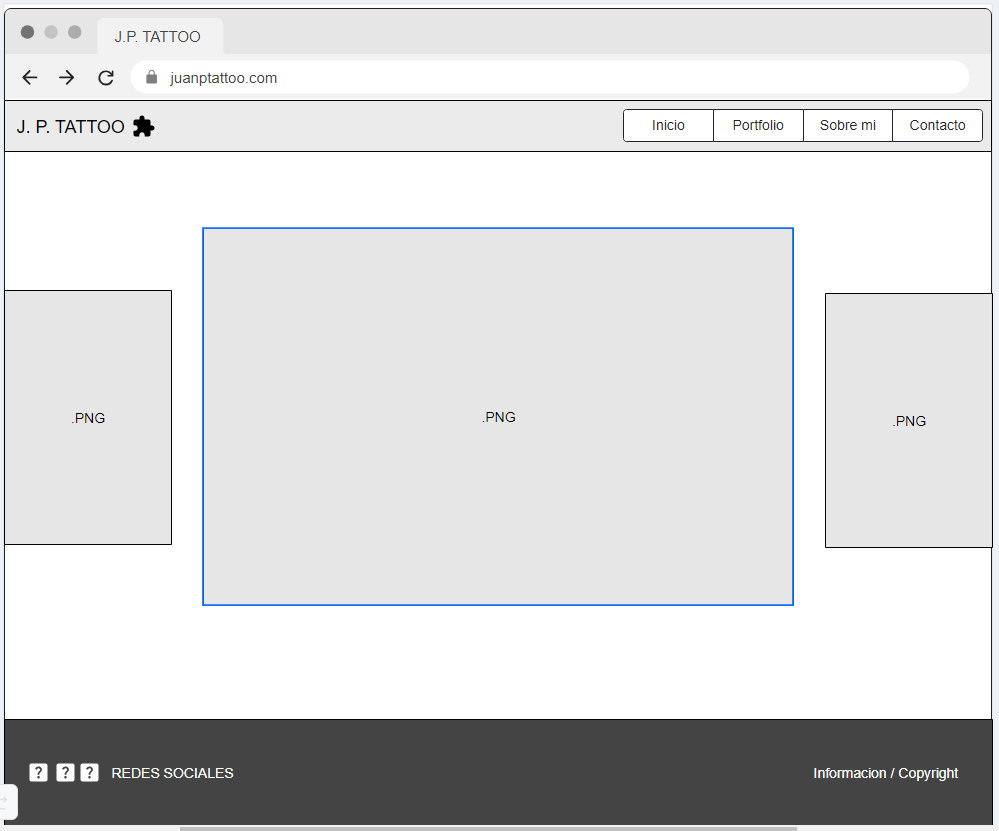 J.P. TATTOO
juanptattoo.com
J. P. TATTOO
Inicio
Portfolio
Sobre mi
Contacto
.PNG
.PNG
.PNG
? ? ? REDES SOCIALES
Informacion / Copyright